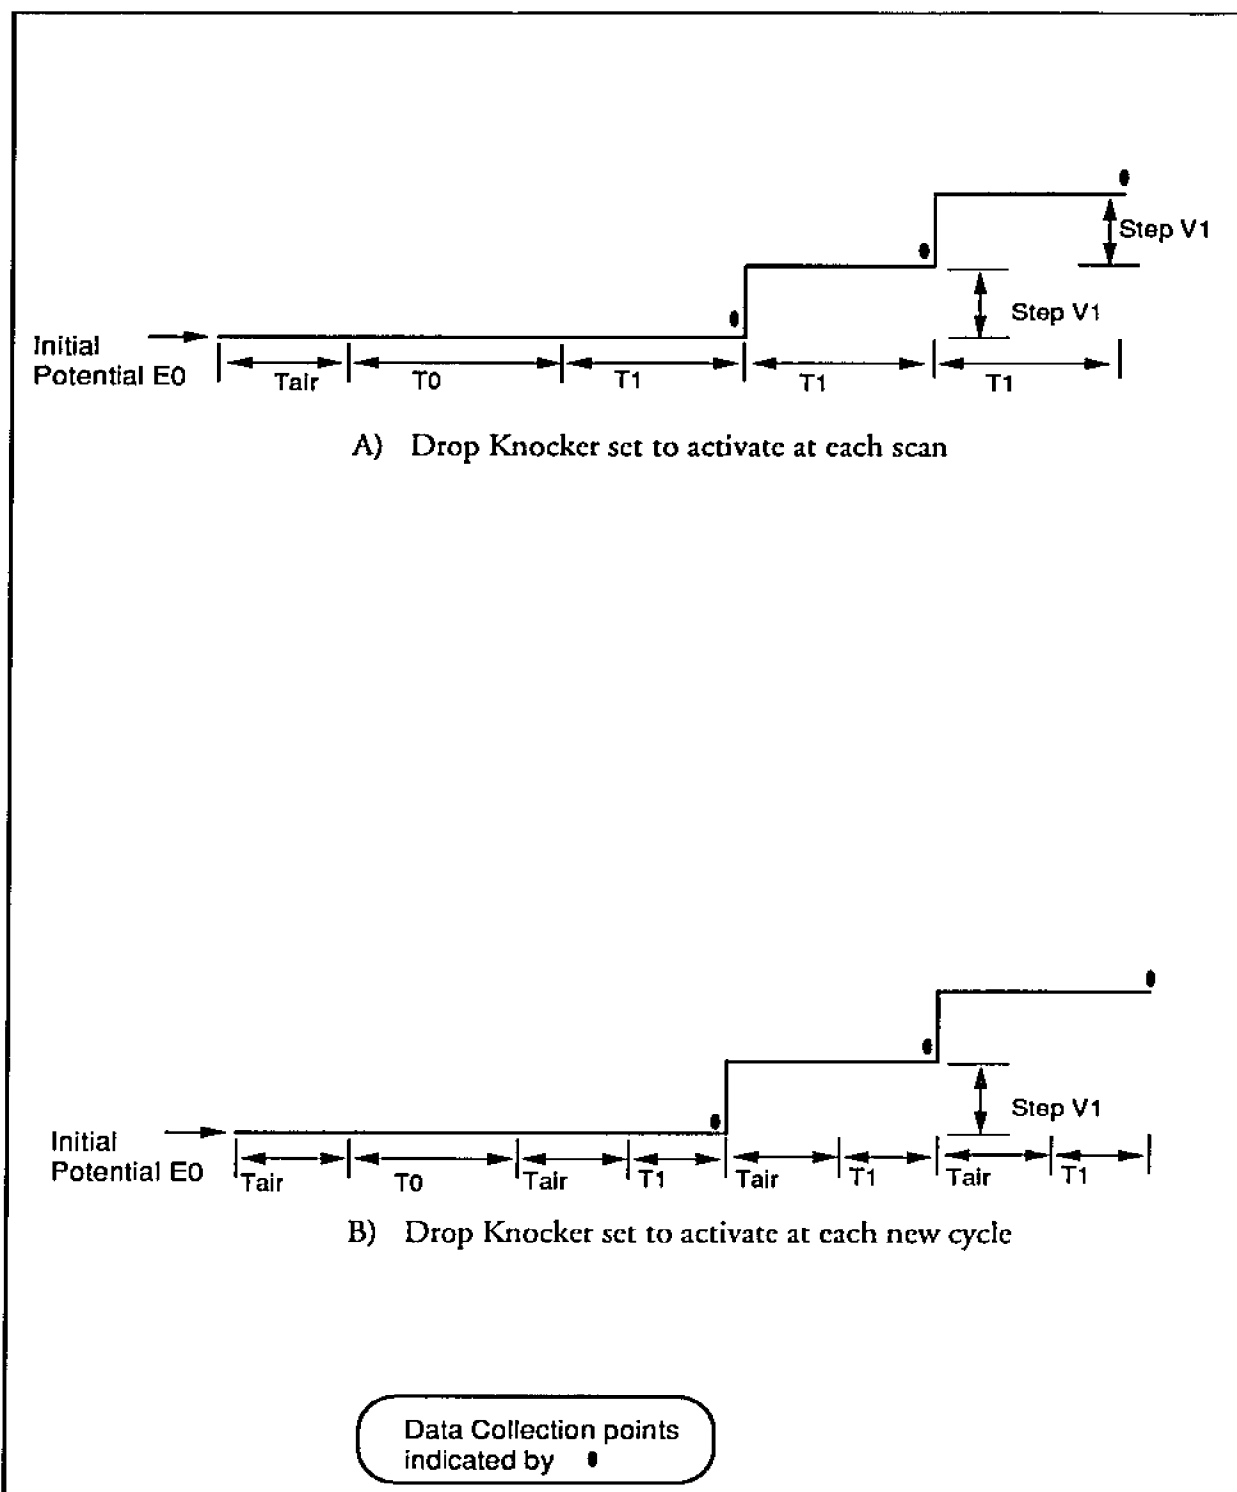 Step V1
Step V1
Initial
Potential E0
Tair
T0
T1
T1
T1
A) Drop Knocker set to activate at each scan
Step V1
Initial
Potential E0
Tair
T0
Tair
T1
Tair
T1
Tair
T1
B) Drop Knocker set to activate at each new cycle
Data Collection points
indicated by